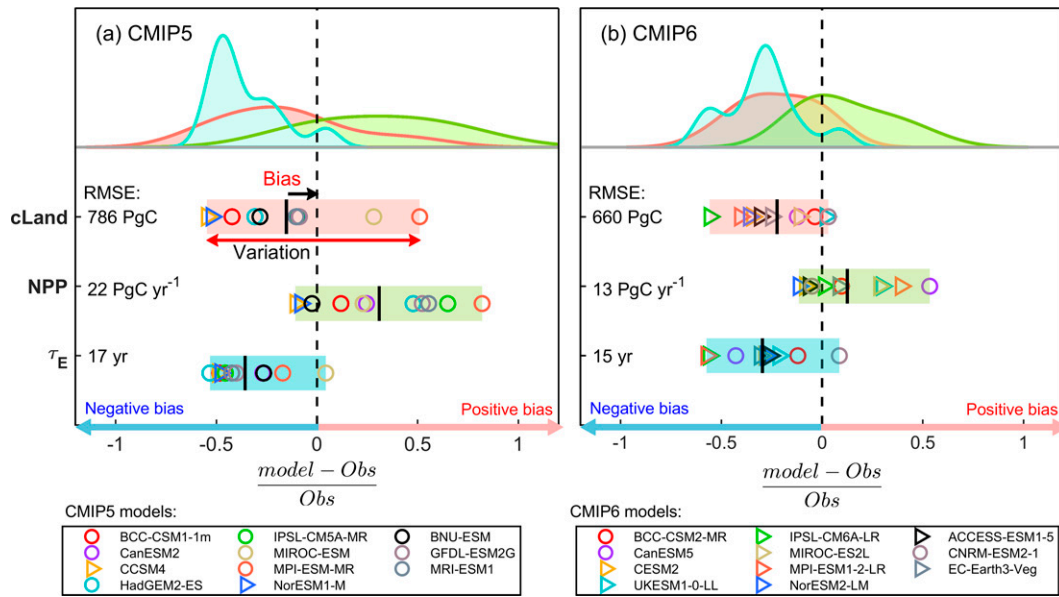 (a) CMIP5
RMSE:
Bias
cLand
786 PgC
Variation
NPP
22 PgC yr⁻¹
τ_E
17 yr
Negative bias
Positive bias
-1 -0.5 0 0.5 1
model − Obs
Obs
CMIP5 models:
BCC-CSM1-1m IPSL-CM5A-MR BNU-ESM
CanESM2 MIROC-ESM GFDL-ESM2G
CCSM4 MPI-ESM-MR MRI-ESM1
HadGEM2-ES NorESM1-M
(b) CMIP6
RMSE:
660 PgC
13 PgC yr⁻¹
15 yr
Negative bias
Positive bias
-1 -0.5 0 0.5 1
model − Obs
Obs
CMIP6 models:
BCC-CSM2-MR IPSL-CM6A-LR ACCESS-ESM1-5
CanESM5 MIROC-ES2L CNRM-ESM2-1
CESM2 MPI-ESM1-2-LR EC-Earth3-Veg
UKESM1-0-LL NorESM2-LM